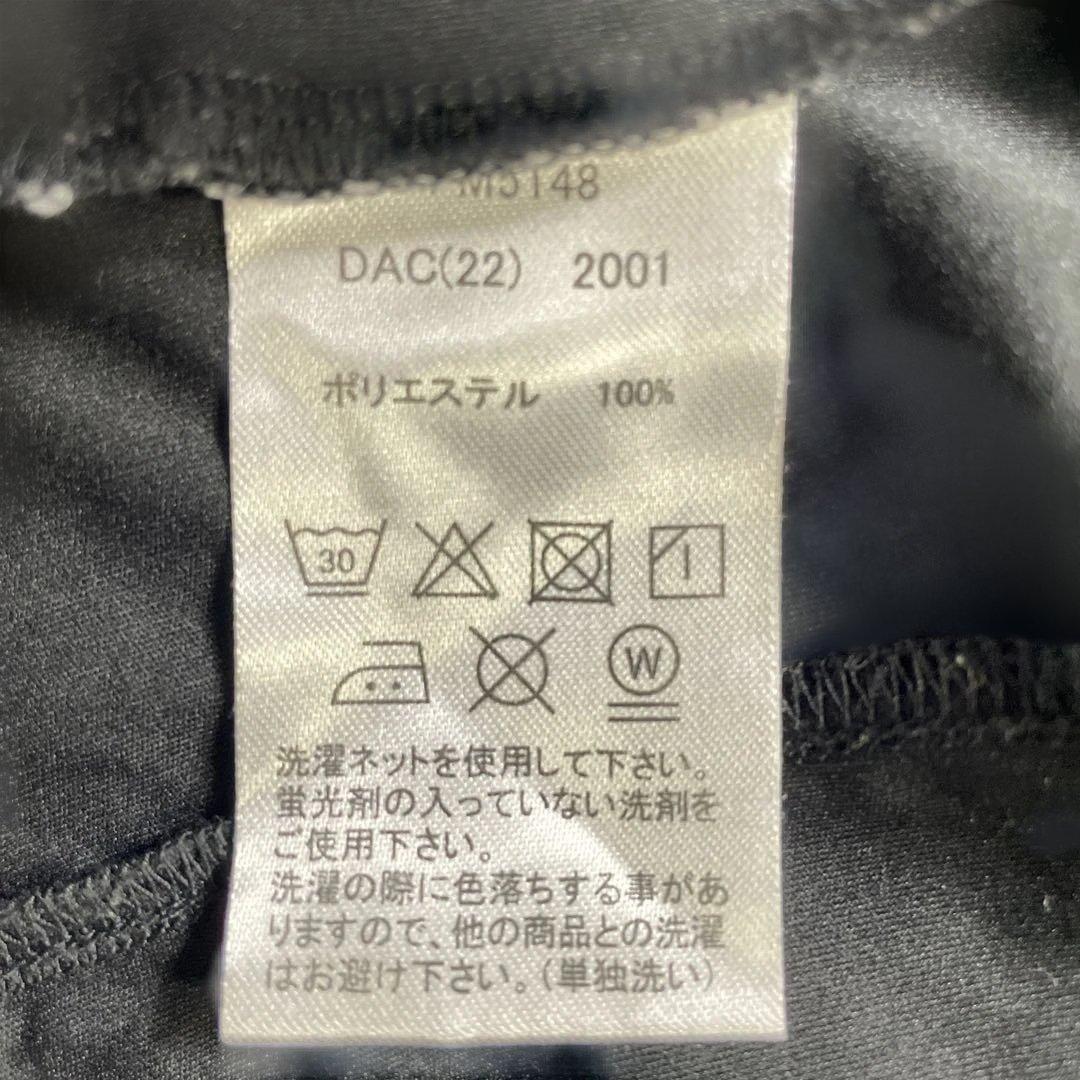 M5148
DAC(22) 2001
ポリエステル 100%
30
W
洗濯ネットを使用して下さい。
蛍光剤の入っていない洗剤を
ご使用下さい。
洗濯の際に色落ちする事があ
りますので、他の商品との洗濯
はお避け下さい。(単独洗い)